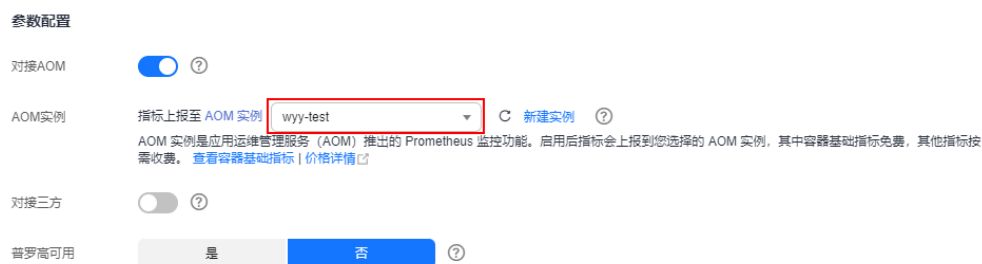 参数配置
对接AOM
AOM实例 指标上报至 AOM 实例 wyy-test 新建实例
AOM 实例是应用运维管理服务（AOM）推出的 Prometheus 监控功能。启用后指标会上报到您选择的 AOM 实例，其中容器基础指标免费，其他指标按
需收费。 查看容器基础指标 | 价格详情
对接三方
普罗高可用 是 否